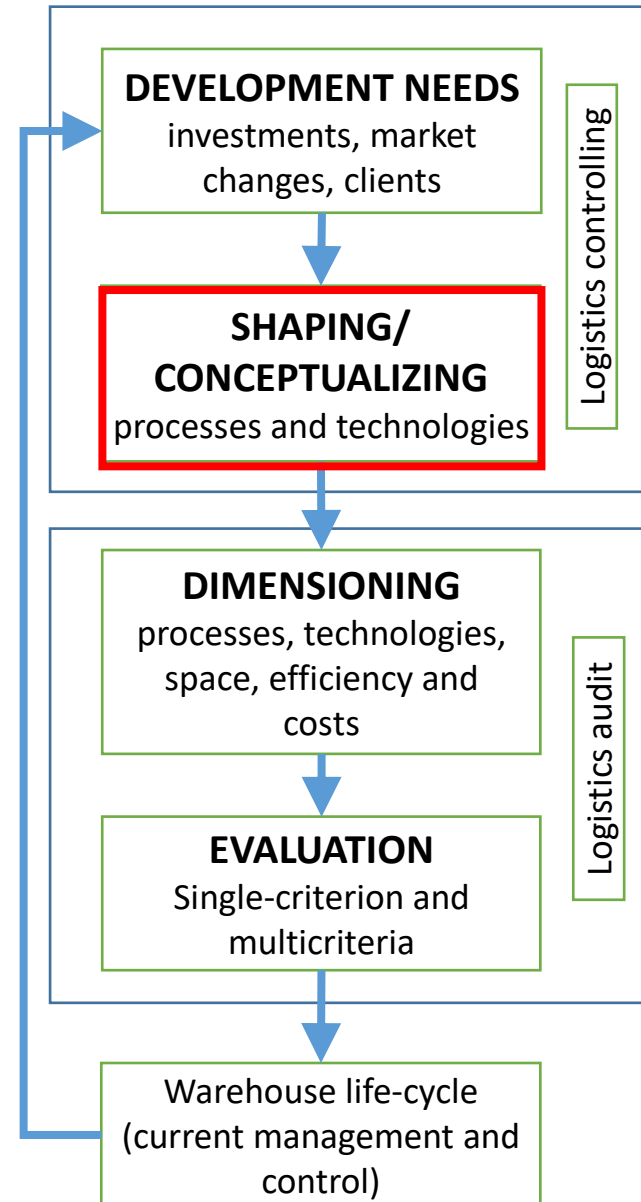 DEVELOPMENT NEEDS
investments, market
changes, clients
Logistics controlling
SHAPING/
CONCEPTUALIZING
processes and technologies
DIMENSIONING
processes, technologies,
space, efficiency and
costs
Logistics audit
EVALUATION
Single-criterion and
multicriteria
Warehouse life-cycle
(current management and
control)